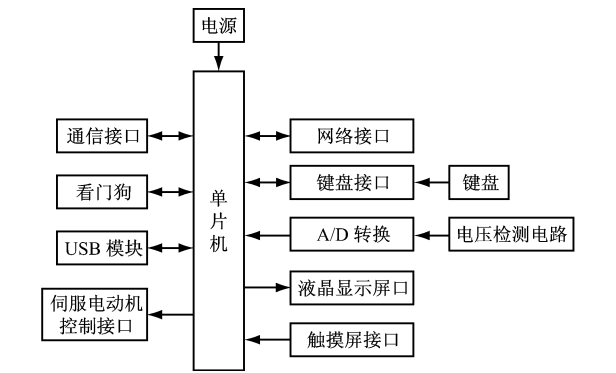 电源
通信接口
看门狗
USB 模块
伺服电动机
控制接口
单
片
机
网络接口
键盘接口
键盘
A/D 转换
电压检测电路
液晶显示屏口
触摸屏接口